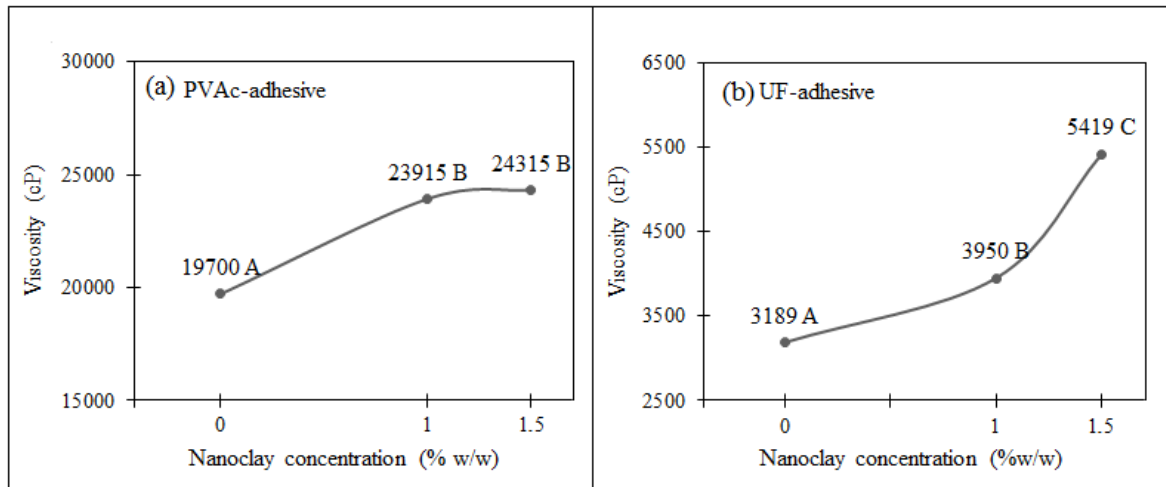 (a) PVAc-adhesive
30000
25000
20000
15000
Viscosity (cP)
19700 A
23915 B
24315 B
0
1
1.5
Nanoclay concentration (% w/w)
(b) UF-adhesive
6500
5500
4500
3500
2500
Viscosity (cP)
3189 A
3950 B
5419 C
0
1
1.5
Nanoclay concentration (%w/w)